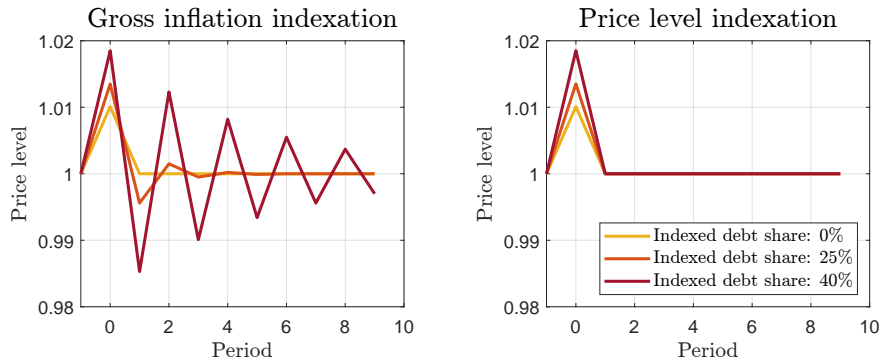 Gross inflation indexation
1.02
1.01
1
0.99
0.98
Price level
0 2 4 6 8 10
Period
Price level indexation
1.02
1.01
1
0.99
0.98
Price level
Indexed debt share: 0%
Indexed debt share: 25%
Indexed debt share: 40%
0 2 4 6 8 10
Period